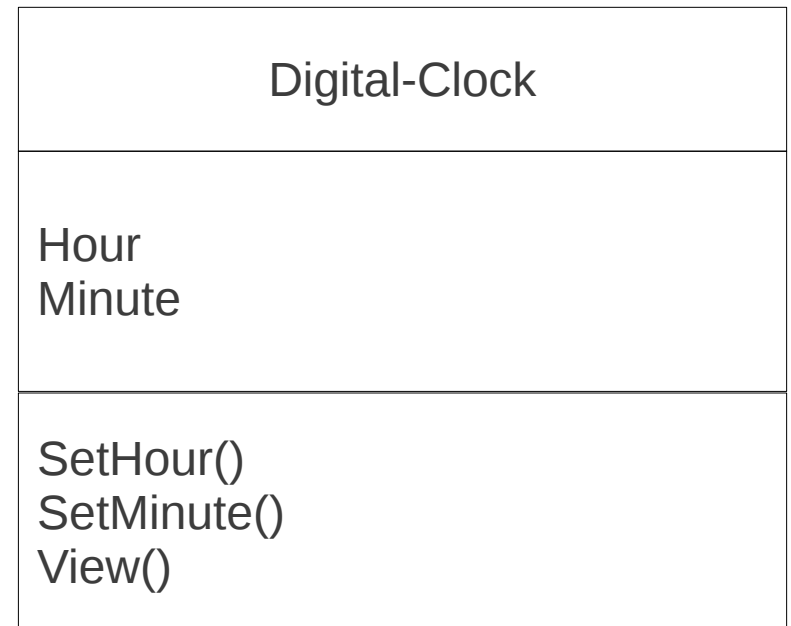 Digital-Clock
Hour
Minute
SetHour()
SetMinute()
View()